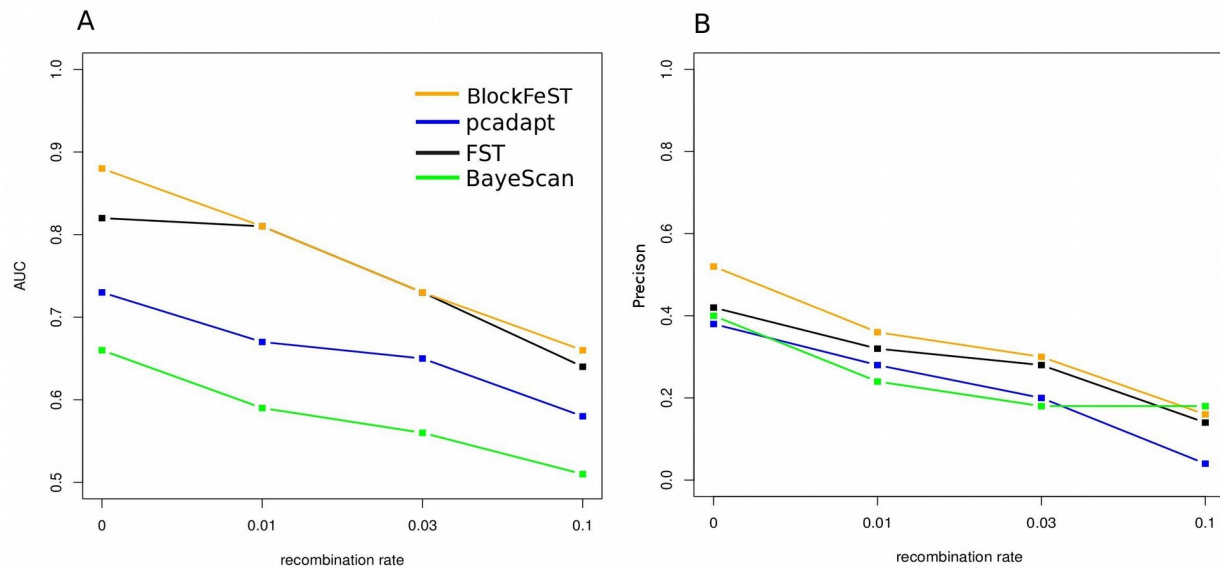 A
AUC
1.0
0.9
0.8
0.7
0.6
0.5
BlockFeST
pcadapt
FST
BayeScan
0
0.01
0.03
0.1
recombination rate
B
Precison
1.0
0.8
0.6
0.4
0.2
0.0
0
0.01
0.03
0.1
recombination rate